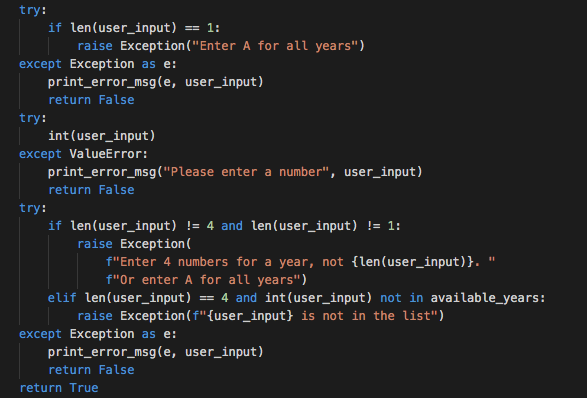 try:
    if len(user_input) == 1:
        raise Exception("Enter A for all years")
except Exception as e:
    print_error_msg(e, user_input)
    return False
try:
    int(user_input)
except ValueError:
    print_error_msg("Please enter a number", user_input)
    return False
try:
    if len(user_input) != 4 and len(user_input) != 1:
        raise Exception(
            f"Enter 4 numbers for a year, not {len(user_input)}. "
            f"Or enter A for all years")
    elif len(user_input) == 4 and int(user_input) not in available_years:
        raise Exception(f"{user_input} is not in the list")
except Exception as e:
    print_error_msg(e, user_input)
    return False
return True